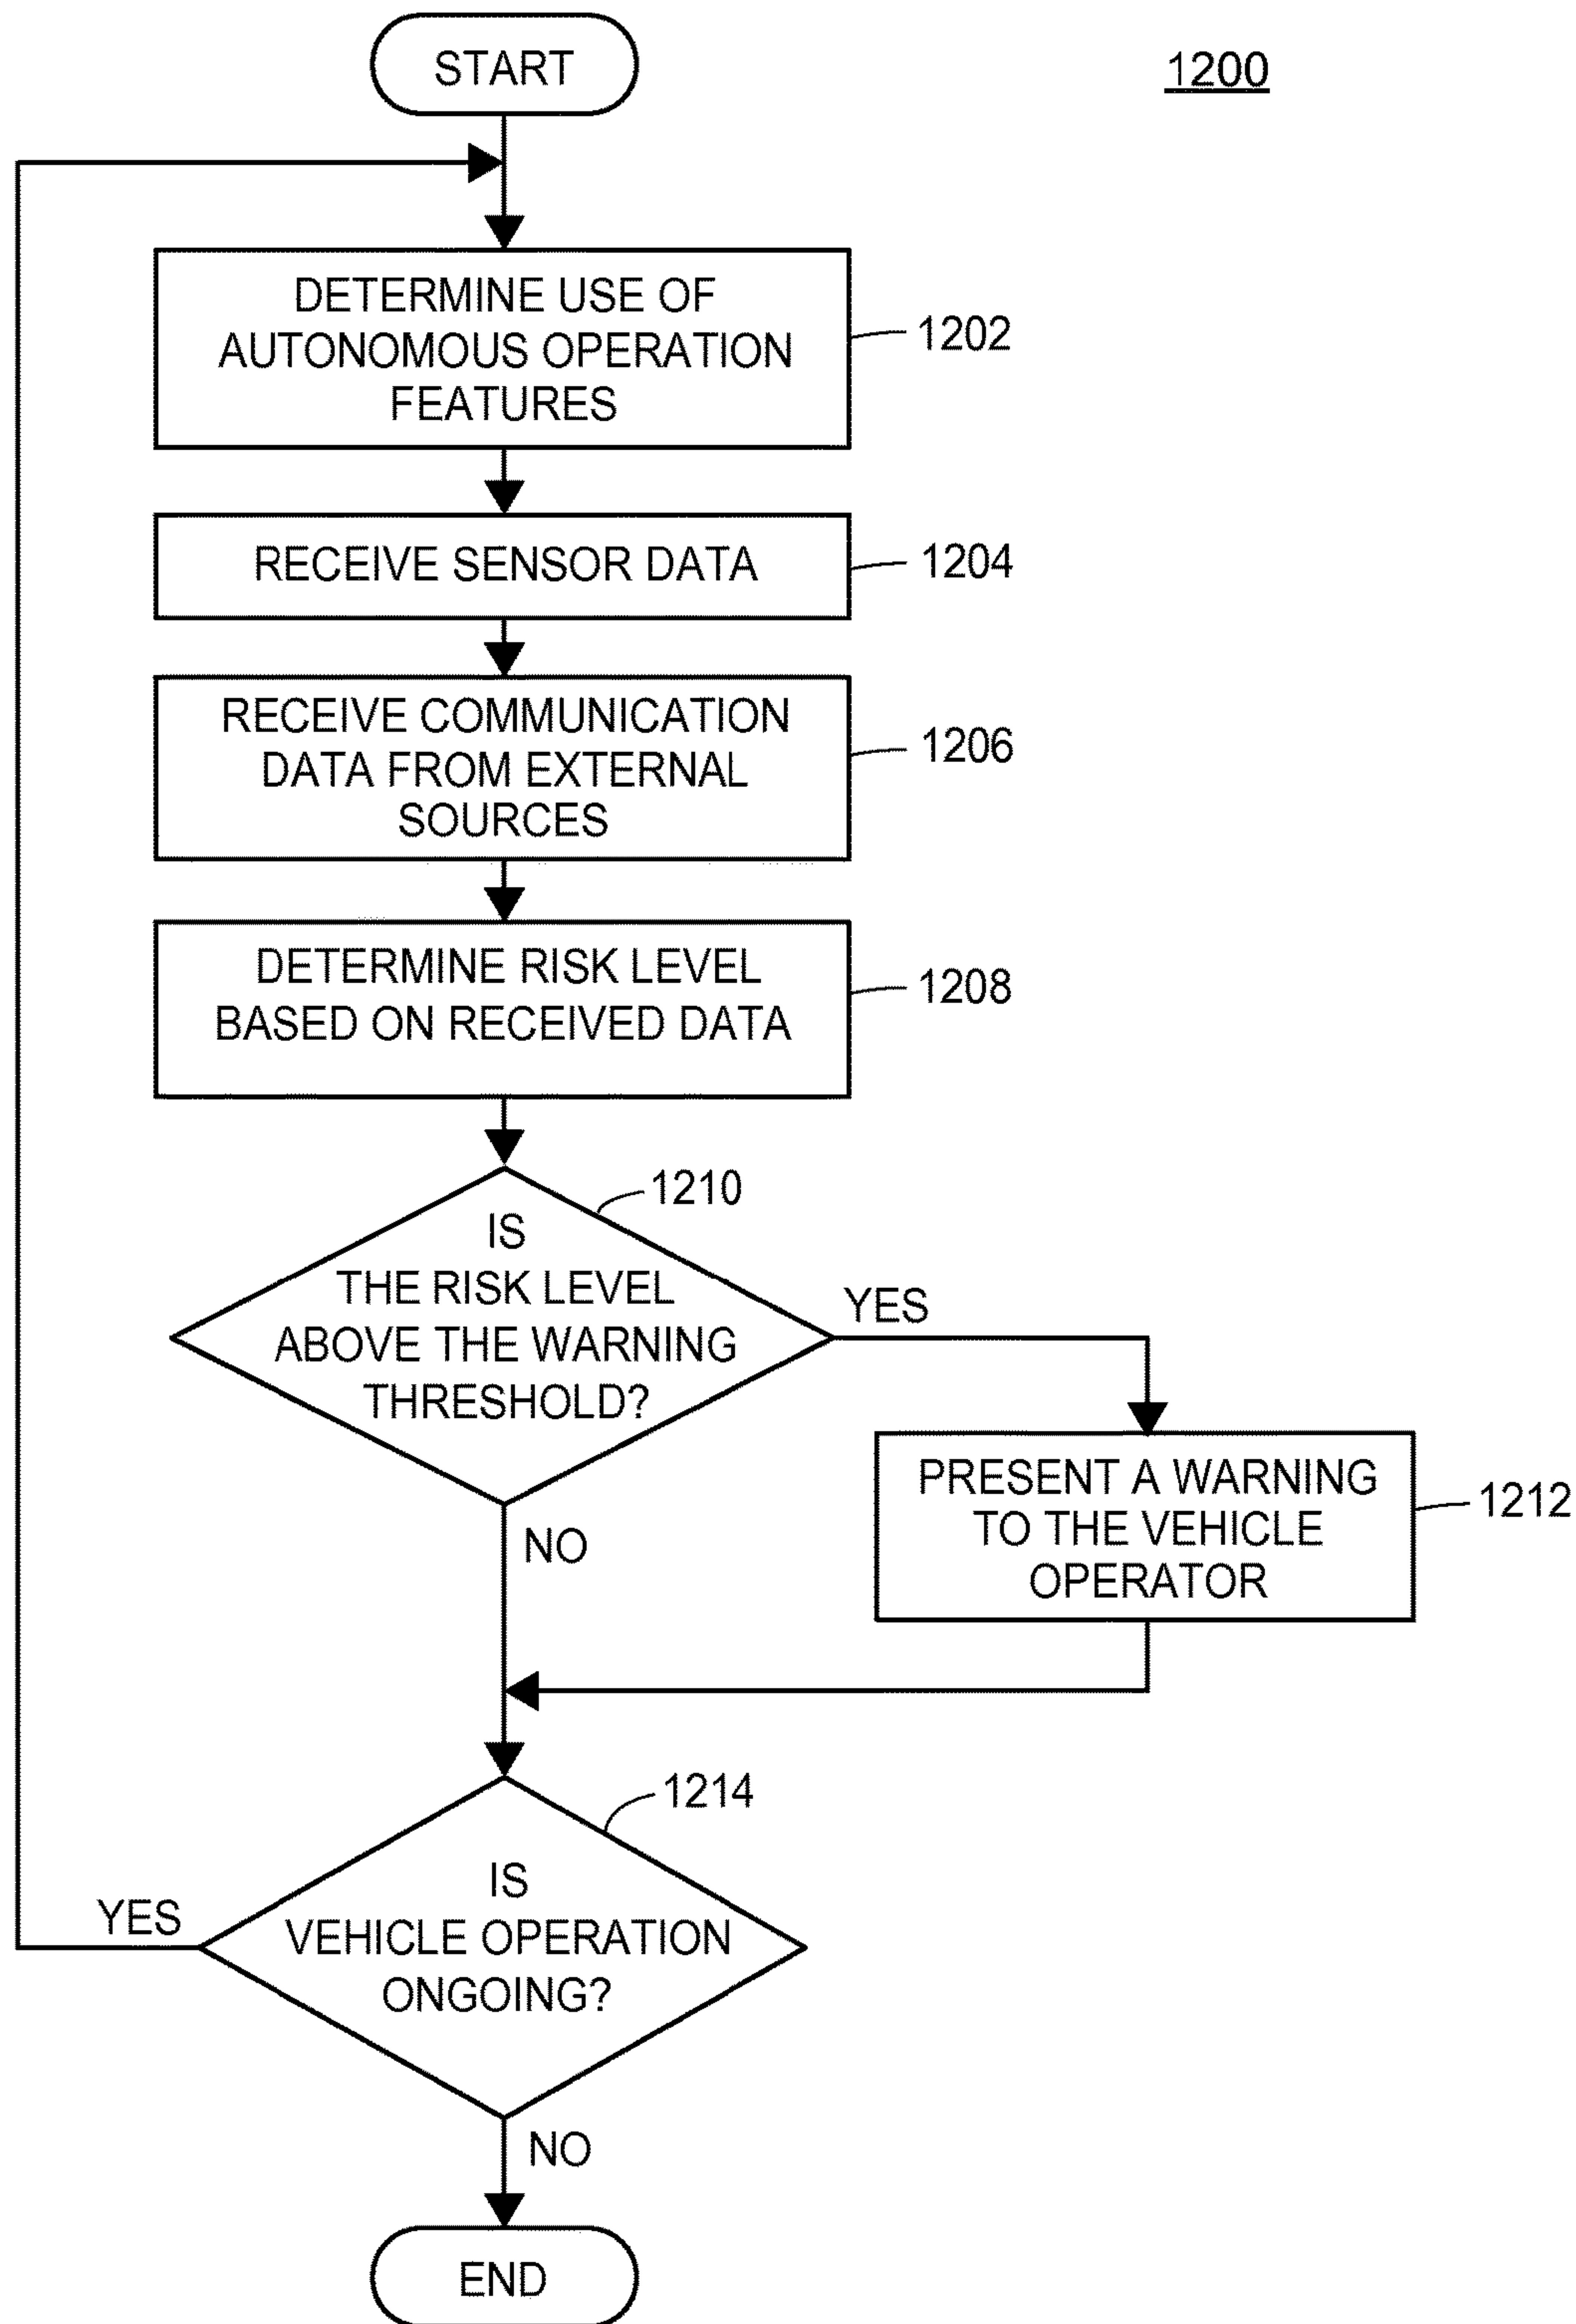 START
1200
DETERMINE USE OF
AUTONOMOUS OPERATION
FEATURES
1202
RECEIVE SENSOR DATA
1204
RECEIVE COMMUNICATION
DATA FROM EXTERNAL
SOURCES
1206
DETERMINE RISK LEVEL
BASED ON RECEIVED DATA
1208
1210
IS
THE RISK LEVEL
ABOVE THE WARNING
THRESHOLD?
YES
NO
PRESENT A WARNING
TO THE VEHICLE
OPERATOR
1212
1214
IS
VEHICLE OPERATION
ONGOING?
YES
NO
END